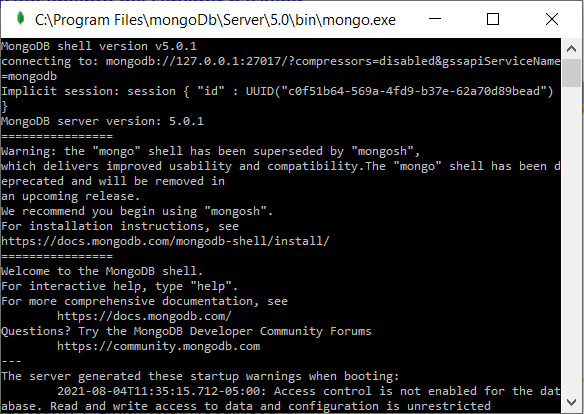 C:\Program Files\mongoDb\Server\5.0\bin\mongo.exe
MongoDB shell version v5.0.1
connecting to: mongodb://127.0.0.1:27017/?compressors=disabled&gssapiServiceName
=mongodb
Implicit session: session { "id" : UUID("c0f51b64-569a-4fd9-b37e-62a70d89bead")
}
MongoDB server version: 5.0.1
================
Warning: the "mongo" shell has been superseded by "mongosh",
which delivers improved usability and compatibility.The "mongo" shell has been d
eprecated and will be removed in
an upcoming release.
We recommend you begin using "mongosh".
For installation instructions, see
https://docs.mongodb.com/mongodb-shell/install/
================
Welcome to the MongoDB shell.
For interactive help, type "help".
For more comprehensive documentation, see
        https://docs.mongodb.com/
Questions? Try the MongoDB Developer Community Forums
        https://community.mongodb.com
---
The server generated these startup warnings when booting:
        2021-08-04T11:35:15.712-05:00: Access control is not enabled for the dat
abase. Read and write access to data and configuration is unrestricted